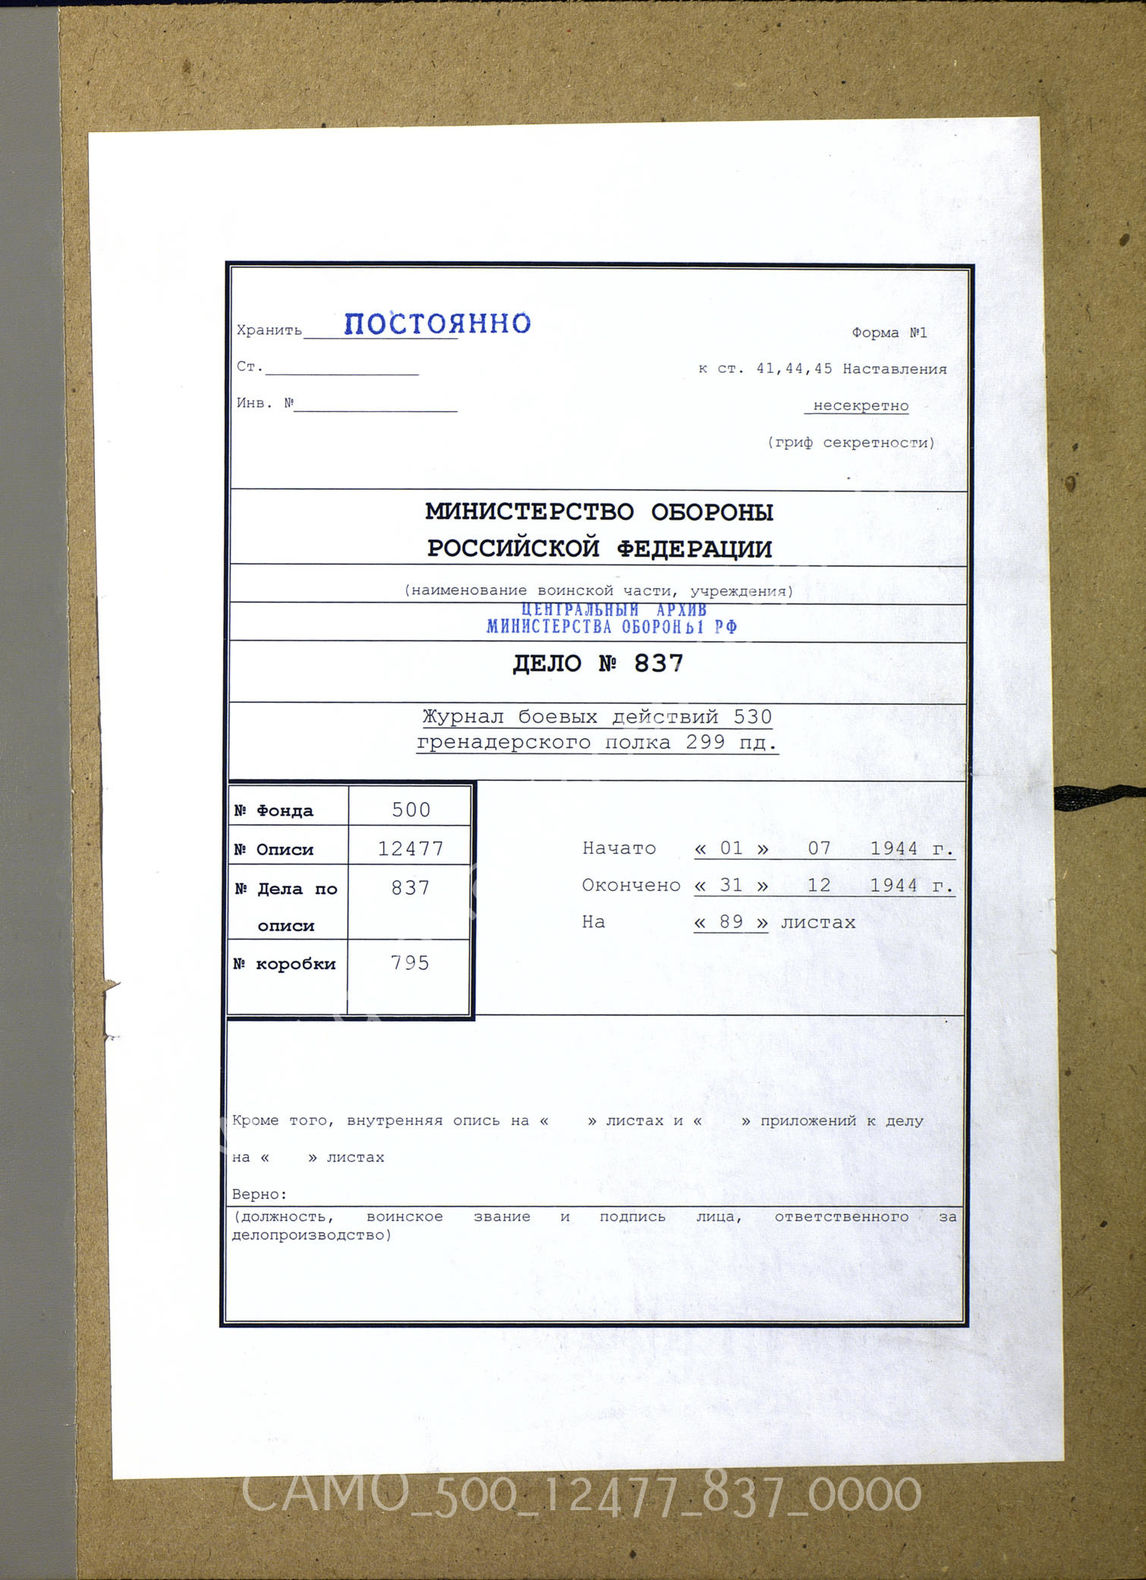 Хранить ПОСТОЯННО
Форма №1
Ст.
к ст. 41,44,45 Наставления
Инв. №
несекретно
(гриф секретности)
МИНИСТЕРСТВО ОБОРОНЫ
РОССИЙСКОЙ ФЕДЕРАЦИИ
(наименование воинской части, учреждения)
ЦЕНТРАЛЬНЫЙ АРХИВ
МИНИСТЕРСТВА ОБОРОНЫ РФ
ДЕЛО № 837
Журнал боевых действий 530
гренадерского полка 299 пд.
№ Фонда 500
№ Описи 12477
№ Дела по описи 837
№ коробки 795
Начато « 01 » 07 1944 г.
Окончено « 31 » 12 1944 г.
На « 89 » листах
Кроме того, внутренняя опись на « » листах и « » приложений к делу
на « » листах
Верно:
(должность, воинское звание и подпись лица, ответственного за
делопроизводство)
CAMO_500_12477_837_0000